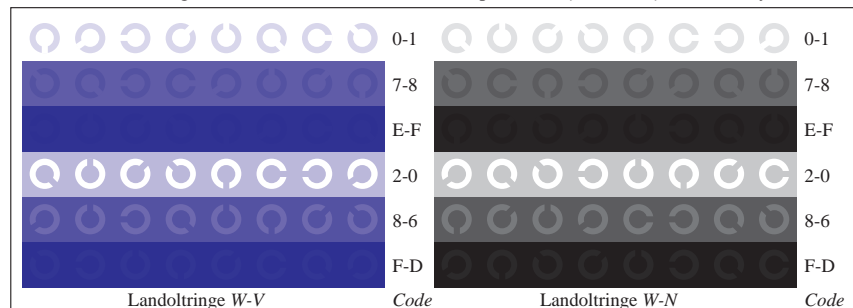 0-1 0-1
7-8 7-8
E-F E-F
2-0 2-0
8-6 8-6
F-D F-D
Landoltringe W-V Code Landoltringe W-N Code